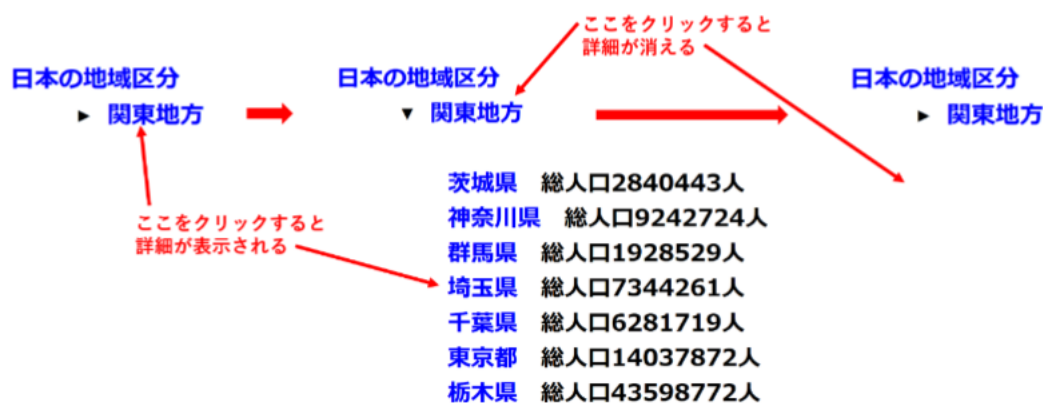 ここをクリックすると
詳細が消える
日本の地域区分
▶ 関東地方
日本の地域区分
▼ 関東地方
日本の地域区分
▶ 関東地方
ここをクリックすると
詳細が表示される
茨城県 総人口2840443人
神奈川県 総人口9242724人
群馬県 総人口1928529人
埼玉県 総人口7344261人
千葉県 総人口6281719人
東京都 総人口14037872人
栃木県 総人口43598772人